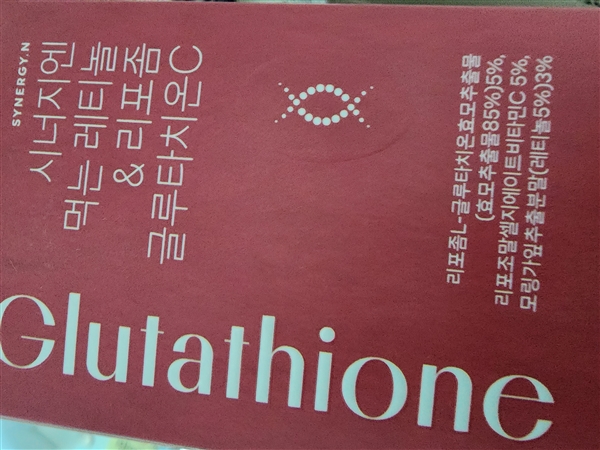 SYNERGY.N
시너지엔
먹는 레티놀
& 리포좀
글루타치온C
리포좀L-글루타치온효모추출물
(효모추출물85%)5%,
리포조말셀지에이트비타민C 5%,
모링가잎추출분말(레티놀5%)3%
Glutathione